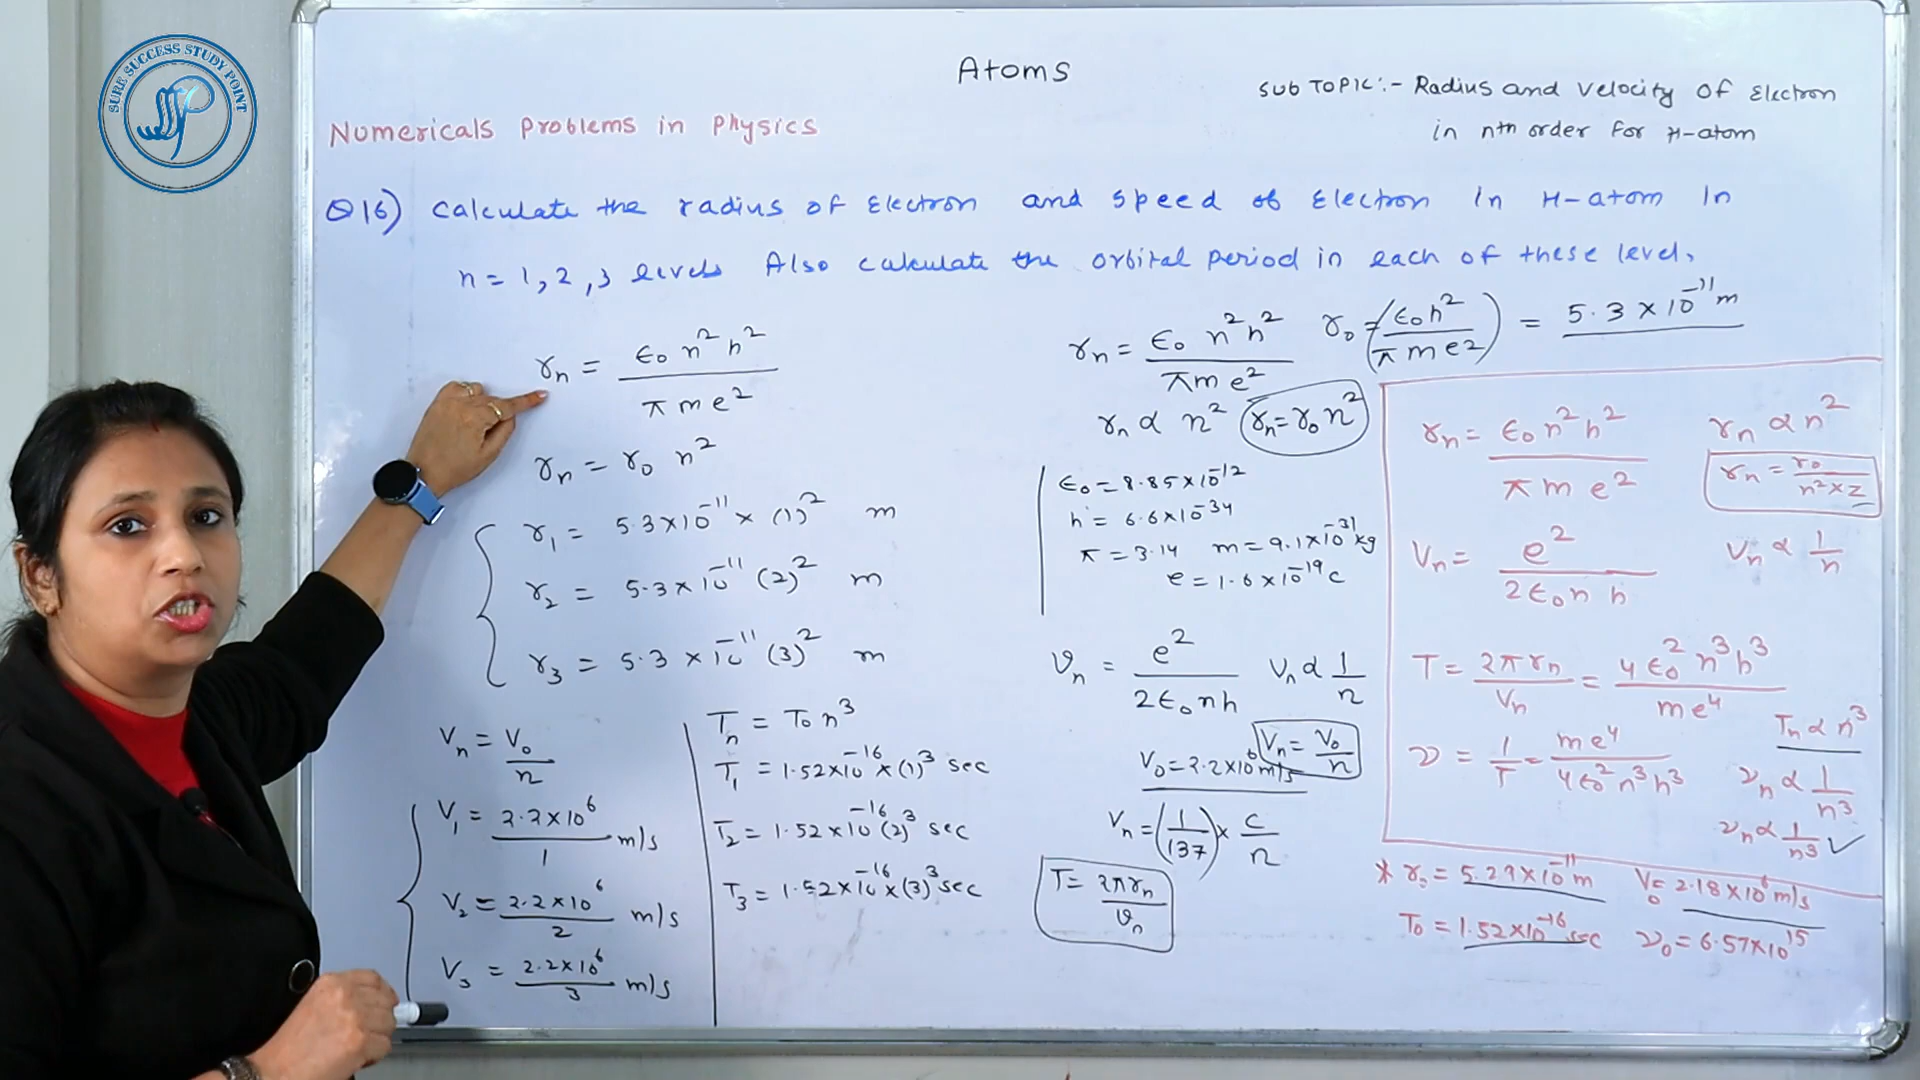 SURE SUCCESS STUDY POINT
Atoms
SUB TOPIC:- Radius and Velocity of Electron
in nth order for H-atom
Numericals Problems in Physics
Q16) Calculate the radius of Electron and speed of Electron in H-atom in
n = 1, 2, 3 levels Also calculate the orbital period in each of these level.
rₙ = ε₀ n² h² / π m e²
rₙ = r₀ n²
r₁ = 5.3×10⁻¹¹ × (1)² m
r₂ = 5.3×10⁻¹¹ (2)² m
r₃ = 5.3 × 10⁻¹¹ (3)² m
Vₙ = V₀ / n
V₁ = 2.2×10⁶ / 1 m/s
V₂ = 2.2×10⁶ / 2 m/s
V₃ = 2.2×10⁶ / 3 m/s
Tₙ = T₀ n³
T₁ = 1.52×10⁻¹⁶ × (1)³ sec
T₂ = 1.52×10⁻¹⁶ (2)³ sec
T₃ = 1.52×10⁻¹⁶ × (3)³ sec
rₙ = ε₀ n² h² / π m e² r₀ = (ε₀ h² / π m e²) = 5.3 × 10⁻¹¹ m
rₙ ∝ n² rₙ = r₀ n²
ε₀ = 8.85×10⁻¹²
h = 6.6×10⁻³⁴
π = 3.14 m = 9.1×10⁻³¹ kg
e = 1.6×10⁻¹⁹ C
vₙ = e² / 2ε₀nh Vₙ ∝ 1/n
V₀ = 2.2×10⁶ m/s Vₙ = V₀ / n
Vₙ = (1/137) × C/n
T = 2πrₙ / vₙ
rₙ = ε₀ n² h² / π m e² rₙ ∝ n²
rₙ = r₀ / n² × Z
Vₙ = e² / 2ε₀ n h Vₙ ∝ 1/n
T = 2πrₙ / Vₙ = 4ε₀² n³ h³ / me⁴
Tₙ ∝ n³
ν = 1/T = me⁴ / 4ε₀² n³ h³ νₙ ∝ 1/n³
νₙ ∝ 1/n³ ✓
* r₀ = 5.29×10⁻¹¹ m V₀ = 2.18×10⁶ m/s
T₀ = 1.52×10⁻¹⁶ sec ν₀ = 6.57×10¹⁵